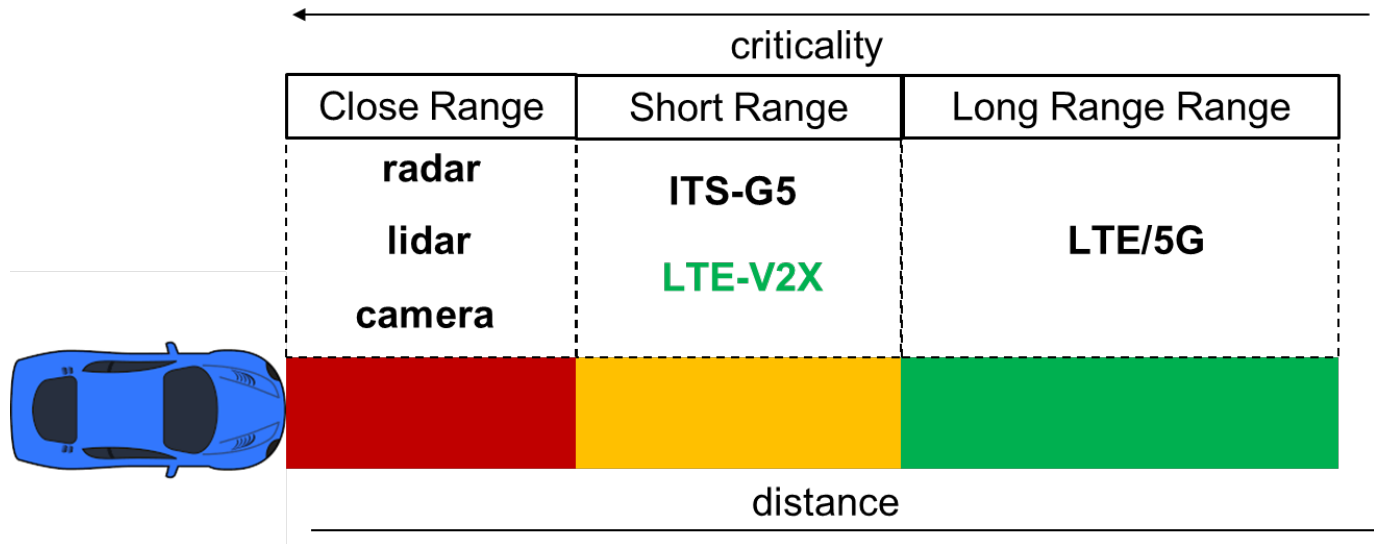 criticality
Close Range
Short Range
Long Range Range
radar
lidar
camera
ITS-G5
LTE-V2X
LTE/5G
distance